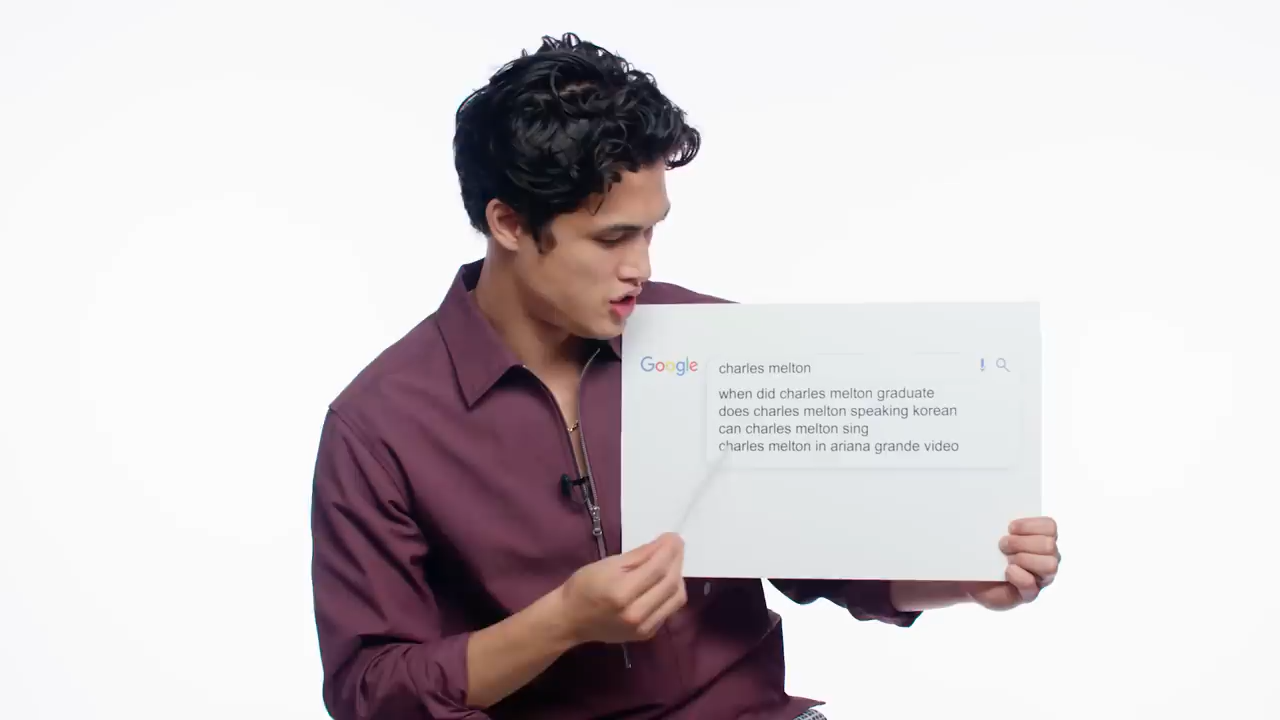 Google charles melton
when did charles melton graduate
does charles melton speaking korean
can charles melton sing
charles melton in ariana grande video